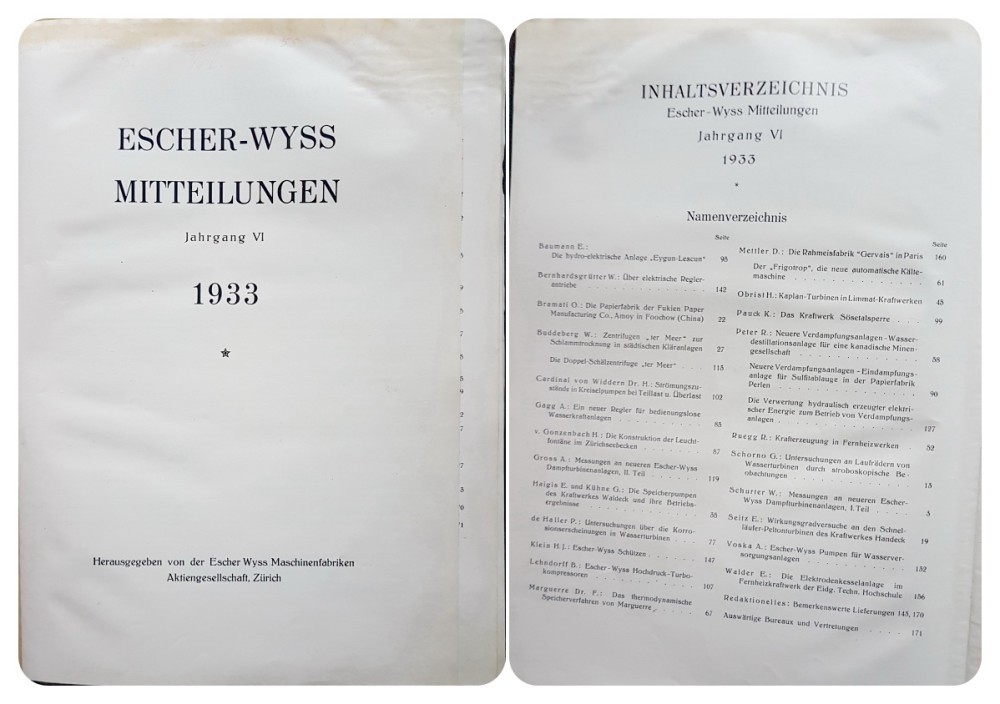 ESCHER-WYSS
MITTEILUNGEN
Jahrgang VI
1933
Herausgegeben von der Escher Wyss Maschinenfabriken
Aktiengesellschaft, Zürich
INHALTSVERZEICHNIS
Escher-Wyss Mitteilungen
Jahrgang VI
1933
Namenverzeichnis
Seite
Baumann E.:
Die hydro-elektrische Anlage „Eygun-Lescun“ 95
Bernhardsgrütter W.: Über elektrische Regler-
antriebe 142
Bramati O.: Die Papierfabrik der Fukien Paper
Manufacturing Co., Amoy in Foochow (China) 22
Buddeberg W.: Zentrifugen „ter Meer“ zur
Schlammtrocknung in städtischen Kläranlagen 27
Die Doppel-Schälzentrifuge „ter Meer“ 113
Cardinal von Widdern Dr. H.: Strömungszu-
stände in Kreiselpumpen bei Teillast u. Überlast 102
Gagg A.: Ein neuer Regler für bedienungslose
Wasserkraftanlagen 85
v. Gonzenbach H.: Die Konstruktion der Leucht-
fontäne im Zürichseebecken 57
Gross A.: Messungen an neueren Escher-Wyss
Dampfturbinenanlagen, II. Teil 119
Haigis E. und Kühne G.: Die Speicherpumpen
des Kraftwerkes Waldeck und ihre Betriebs-
ergebnisse 35
de Haller P.: Untersuchungen über die Korro-
sionserscheinungen in Wasserturbinen 77
Klein H. J.: Escher-Wyss Schützen 147
Lehndorff B.: Escher-Wyss Hochdruck-Turbo-
kompressoren 107
Marguerre Dr. F.: Das thermodynamische
Speicherverfahren von Marguerre 67
Seite
Mettler D.: Die Rahmeisfabrik "Gervais" in Paris 160
Der „Frigotrop“, die neue automatische Kälte-
maschine 61
Obrist H.: Kaplan-Turbinen in Limmat-Kraftwerken 45
Pauck K.: Das Kraftwerk Sösetalsperre 99
Peter R.: Neuere Verdampfungsanlagen - Wasser-
destillationsanlage für eine kanadische Minen-
gesellschaft 38
Neuere Verdampfungsanlagen - Eindampfungs-
anlage für Sulfitablauge in der Papierfabrik
Perlen 90
Die Verwertung hydraulisch erzeugter elektri-
scher Energie zum Betrieb von Verdampfungs-
anlagen 127
Ruegg R.: Krafterzeugung in Fernheizwerken 52
Schorno G.: Untersuchungen an Laufrädern von
Wasserturbinen durch stroboskopische Be-
obachtungen 15
Schurter W.: Messungen an neueren Escher-
Wyss Dampfturbinenanlagen, I. Teil 3
Seitz E.: Wirkungsgradversuche an den Schnel-
läufer-Peltonturbinen des Kraftwerkes Handeck 19
Voska A.: Escher-Wyss Pumpen für Wasserver-
sorgungsanlagen 132
Walder E.: Die Elektrodenkesselanlage im
Fernheizkraftwerk der Eidg. Techn. Hochschule 156
Redaktionelles: Bemerkenswerte Lieferungen 145, 170
Auswärtige Bureaux und Vertretungen 171